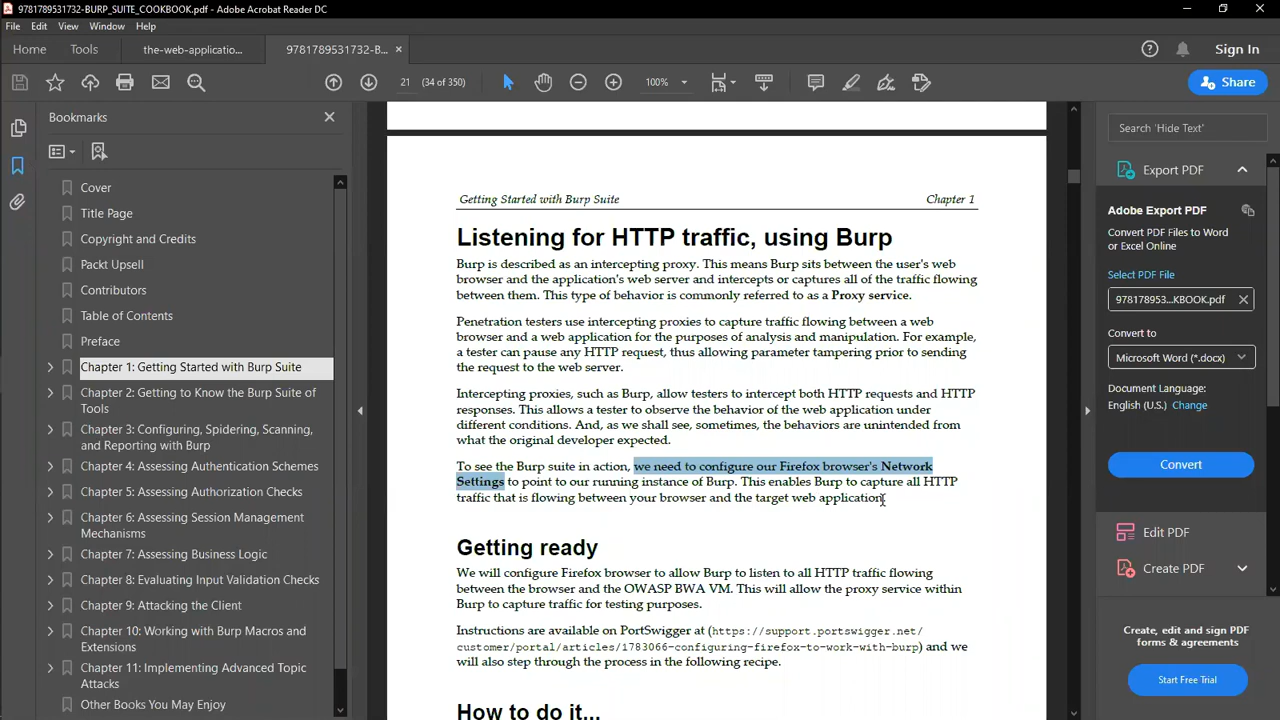 9781789531732-BURP_SUITE_COOKBOOK.pdf - Adobe Acrobat Reader DC
File Edit View Window Help
Home Tools the-web-applicatio... 9781789531732-B... × Sign In
21 (34 of 350) 100% Share
Bookmarks
Cover
Title Page
Copyright and Credits
Packt Upsell
Contributors
Table of Contents
Preface
Chapter 1: Getting Started with Burp Suite
Chapter 2: Getting to Know the Burp Suite of
Tools
Chapter 3: Configuring, Spidering, Scanning,
and Reporting with Burp
Chapter 4: Assessing Authentication Schemes
Chapter 5: Assessing Authorization Checks
Chapter 6: Assessing Session Management
Mechanisms
Chapter 7: Assessing Business Logic
Chapter 8: Evaluating Input Validation Checks
Chapter 9: Attacking the Client
Chapter 10: Working with Burp Macros and
Extensions
Chapter 11: Implementing Advanced Topic
Attacks
Other Books You May Enjoy
Getting Started with Burp Suite Chapter 1
Listening for HTTP traffic, using Burp
Burp is described as an intercepting proxy. This means Burp sits between the user's web
browser and the application's web server and intercepts or captures all of the traffic flowing
between them. This type of behavior is commonly referred to as a Proxy service.
Penetration testers use intercepting proxies to capture traffic flowing between a web
browser and a web application for the purposes of analysis and manipulation. For example,
a tester can pause any HTTP request, thus allowing parameter tampering prior to sending
the request to the web server.
Intercepting proxies, such as Burp, allow testers to intercept both HTTP requests and HTTP
responses. This allows a tester to observe the behavior of the web application under
different conditions. And, as we shall see, sometimes, the behaviors are unintended from
what the original developer expected.
To see the Burp suite in action, we need to configure our Firefox browser's Network
Settings to point to our running instance of Burp. This enables Burp to capture all HTTP
traffic that is flowing between your browser and the target web application.
Getting ready
We will configure Firefox browser to allow Burp to listen to all HTTP traffic flowing
between the browser and the OWASP BWA VM. This will allow the proxy service within
Burp to capture traffic for testing purposes.
Instructions are available on PortSwigger at (https://support.portswigger.net/
customer/portal/articles/1783066-configuring-firefox-to-work-with-burp) and we
will also step through the process in the following recipe.
How to do it...
Search 'Hide Text'
Export PDF
Adobe Export PDF
Convert PDF Files to Word
or Excel Online
Select PDF File
978178953...KBOOK.pdf
Convert to
Microsoft Word (*.docx)
Document Language:
English (U.S.) Change
Convert
Edit PDF
Create PDF
Create, edit and sign PDF
forms & agreements
Start Free Trial